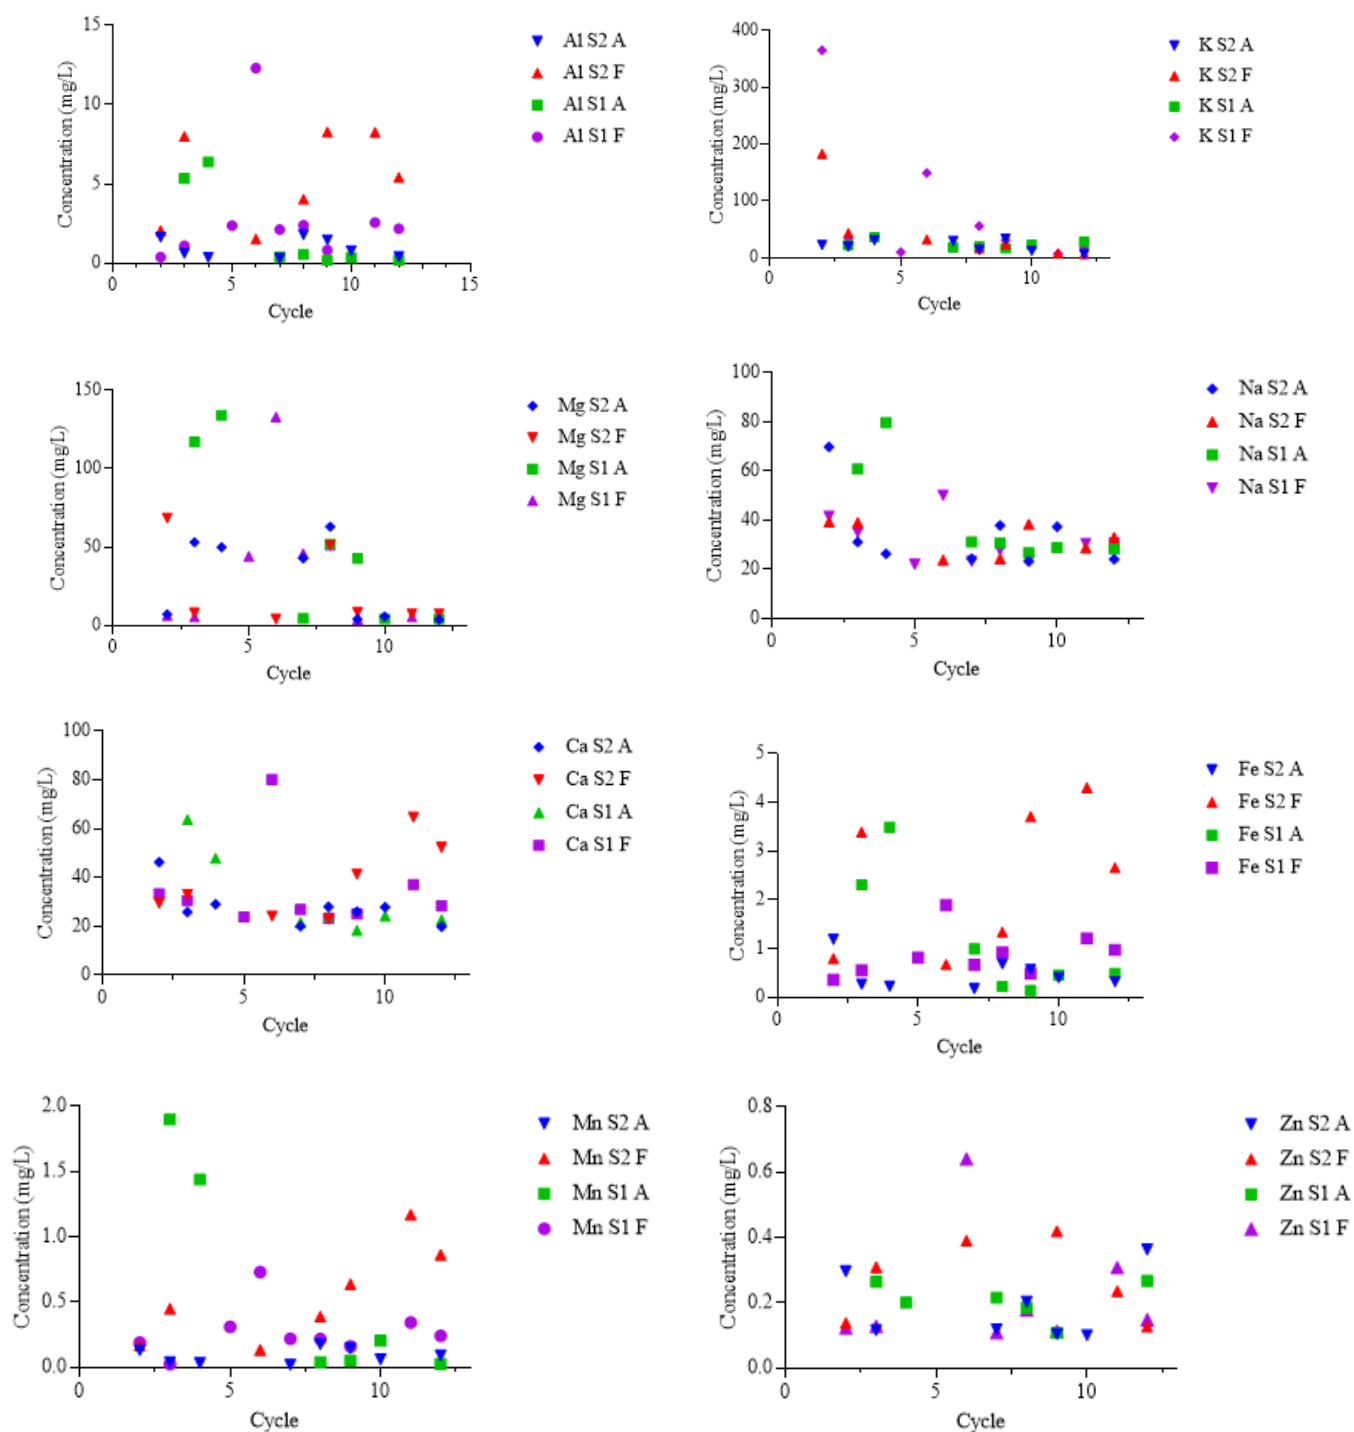 15
10
5
0
0
5
10
15
Concentration (mg/L)
Cycle
Al S2 A
Al S2 F
Al S1 A
Al S1 F
400
300
200
100
0
0
5
10
Concentration (mg/L)
Cycle
K S2 A
K S2 F
K S1 A
K S1 F
150
100
50
0
0
5
10
Concentration (mg/L)
Cycle
Mg S2 A
Mg S2 F
Mg S1 A
Mg S1 F
100
80
60
40
20
0
0
5
10
Concentration (mg/L)
Cycle
Na S2 A
Na S2 F
Na S1 A
Na S1 F
100
80
60
40
20
0
0
5
10
Concentration (mg/L)
Cycle
Ca S2 A
Ca S2 F
Ca S1 A
Ca S1 F
5
4
3
2
1
0
0
5
10
Concentration (mg/L)
Cycle
Fe S2 A
Fe S2 F
Fe S1 A
Fe S1 F
2.0
1.5
1.0
0.5
0.0
0
5
10
Concentration (mg/L)
Cycle
Mn S2 A
Mn S2 F
Mn S1 A
Mn S1 F
0.8
0.6
0.4
0.2
0.0
0
5
10
Concentration (mg/L)
Cycle
Zn S2 A
Zn S2 F
Zn S1 A
Zn S1 F